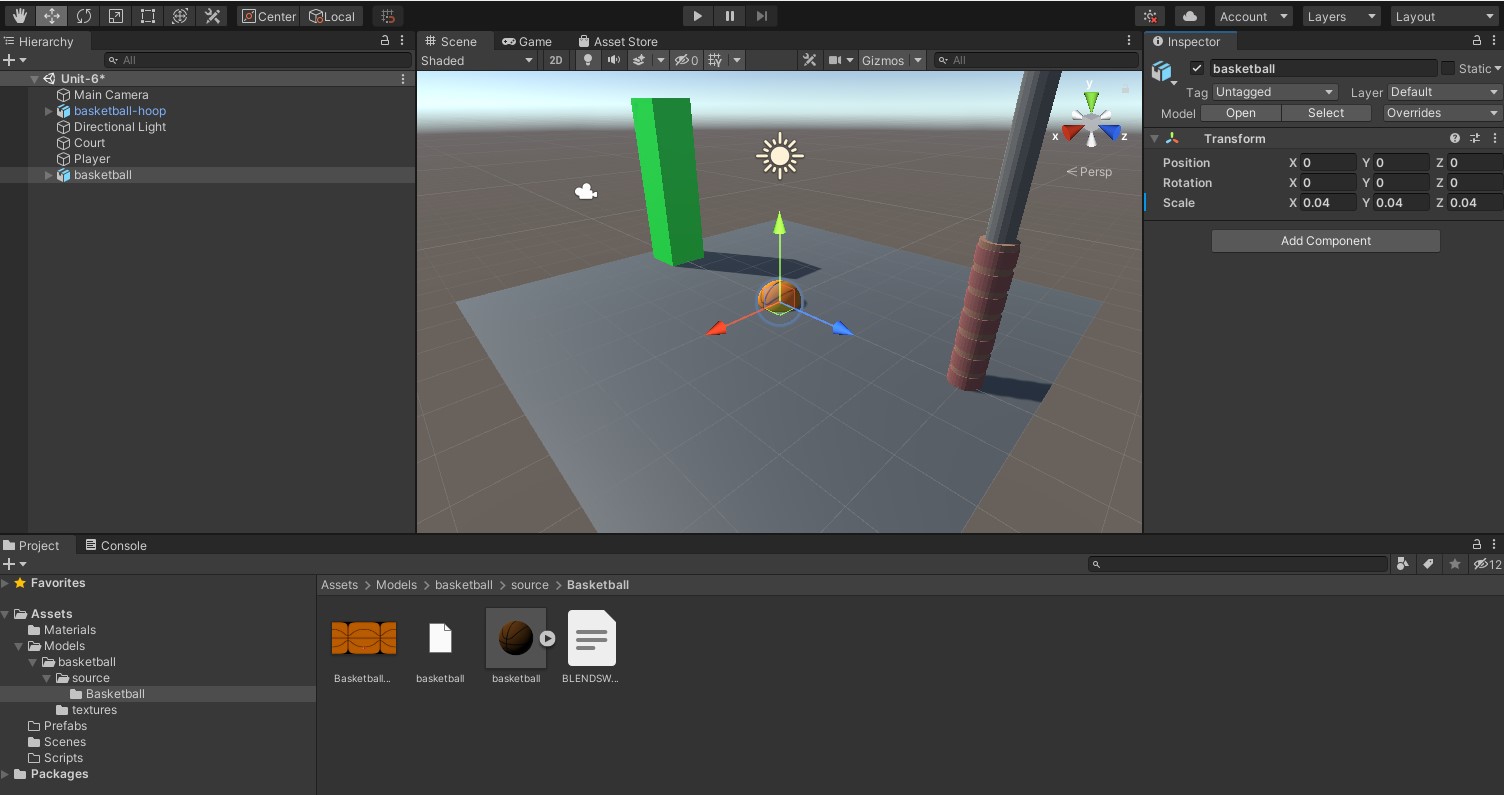 Center Local Account Layers Layout
Hierarchy
All
Unit-6*
Main Camera
basketball-hoop
Directional Light
Court
Player
basketball
Scene Game Asset Store
Shaded 2D 0 Gizmos All
y
x z
Persp
Inspector
basketball Static
Tag Untagged Layer Default
Model Open Select Overrides
Transform
Position X 0 Y 0 Z 0
Rotation X 0 Y 0 Z 0
Scale X 0.04 Y 0.04 Z 0.04
Add Component
Project Console
12
Favorites
Assets
Materials
Models
basketball
source
Basketball
textures
Prefabs
Scenes
Scripts
Packages
Assets > Models > basketball > source > Basketball
Basketball... basketball basketball BLENDSW...